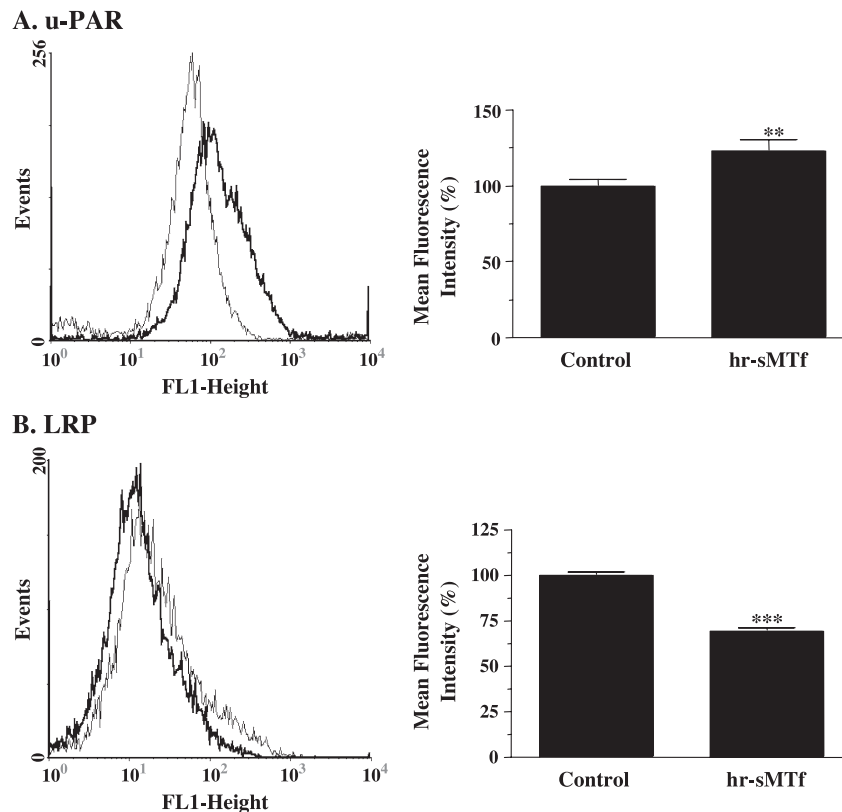 A. u-PAR
256
Events
0
10^0 10^1 10^2 10^3 10^4
FL1-Height
Mean Fluorescence
Intensity (%)
150
100
50
0
**
Control hr-sMTf
B. LRP
200
Events
0
10^0 10^1 10^2 10^3 10^4
FL1-Height
Mean Fluorescence
Intensity (%)
125
100
75
50
25
0
***
Control hr-sMTf